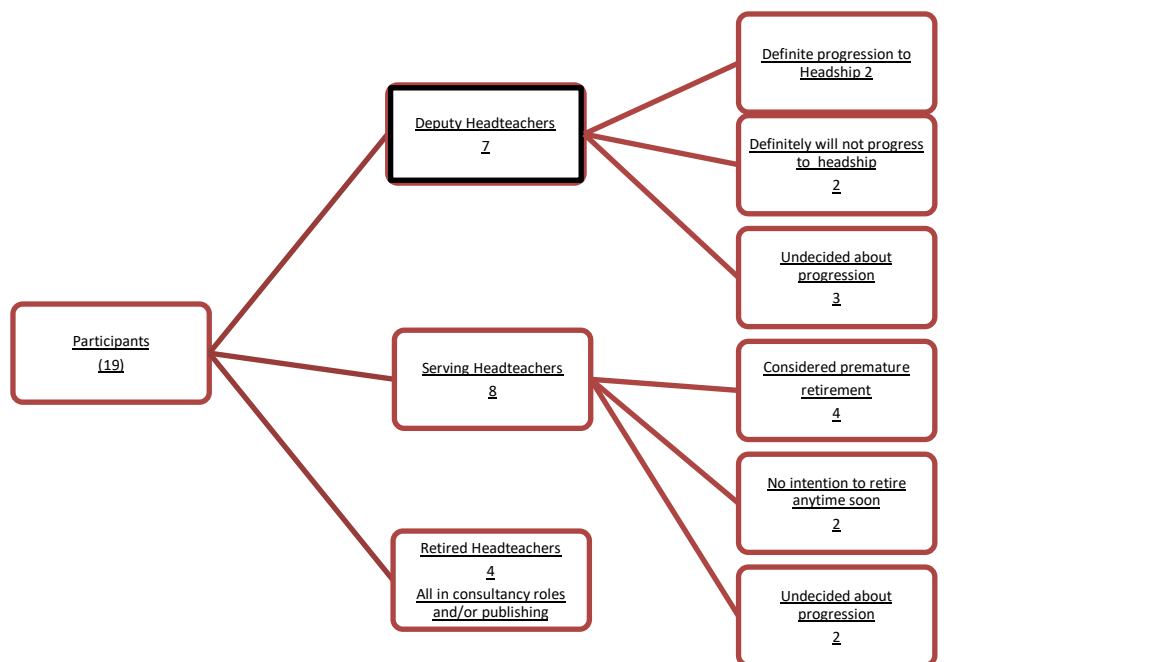 Participants
(19)
Deputy Headteachers
7
Serving Headteachers
8
Retired Headteachers
4
All in consultancy roles
and/or publishing
Definite progression to
Headship 2
Definitely will not progress
to headship
2
Undecided about
progression
3
Considered premature
retirement
4
No intention to retire
anytime soon
2
Undecided about
progression
2